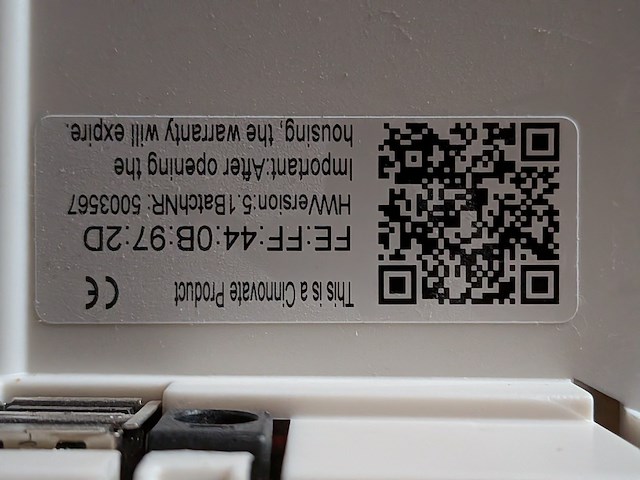 This is a Cinnovate Product CE
FE:FF:44:0B:97:2D
HWVersion:5.1BatchNR: 5003567
Important:After opening the
housing, the warranty will expire.